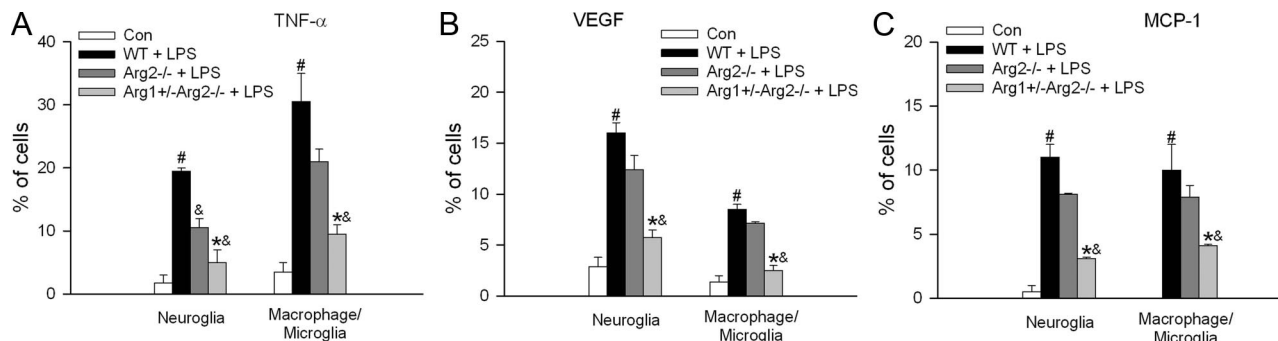 A
TNF-α
Con
WT + LPS
Arg2-/- + LPS
Arg1+/-Arg2-/- + LPS
% of cells
40
30
20
10
0
#
&
*&
#
*&
Neuroglia
Macrophage/
Microglia
B
VEGF
Con
WT + LPS
Arg2-/- + LPS
Arg1+/-Arg2-/- + LPS
% of cells
25
20
15
10
5
0
#
*&
#
*&
Neuroglia
Macrophage/
Microglia
C
MCP-1
Con
WT + LPS
Arg2-/- + LPS
Arg1+/-Arg2-/- + LPS
% of cells
20
15
10
5
0
#
*&
#
*&
Neuroglia
Macrophage/
Microglia